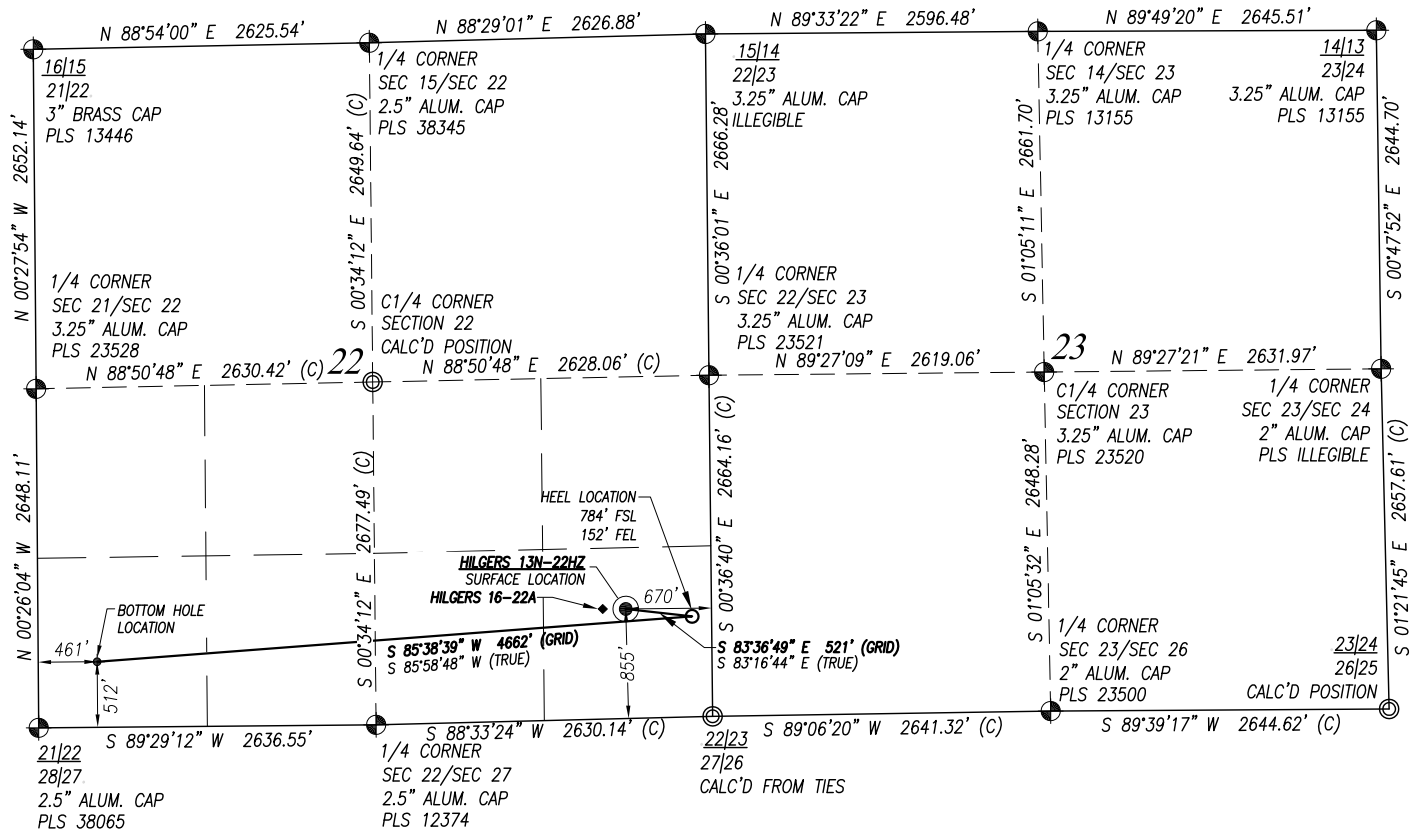 N 88°54'00" E 2625.54'
N 88°29'01" E 2626.88'
N 89°33'22" E 2596.48'
N 89°49'20" E 2645.51'
16|15
21|22
3" BRASS CAP
PLS 13446
1/4 CORNER
SEC 15/SEC 22
2.5" ALUM. CAP
PLS 38345
15|14
22|23
3.25" ALUM. CAP
ILLEGIBLE
1/4 CORNER
SEC 14/SEC 23
3.25" ALUM. CAP
PLS 13155
14|13
23|24
3.25" ALUM. CAP
PLS 13155
N 00°27'54" W 2652.14'
S 00°34'12" E 2649.64' (C)
S 00°36'01" E 2666.28'
S 01°05'11" E 2661.70'
S 00°47'52" E 2644.70'
1/4 CORNER
SEC 21/SEC 22
3.25" ALUM. CAP
PLS 23528
C1/4 CORNER
SECTION 22
CALC'D POSITION
1/4 CORNER
SEC 22/SEC 23
3.25" ALUM. CAP
PLS 23521
N 88°50'48" E 2630.42' (C)
22
N 88°50'48" E 2628.06' (C)
N 89°27'09" E 2619.06'
23
N 89°27'21" E 2631.97'
C1/4 CORNER
SECTION 23
3.25" ALUM. CAP
PLS 23520
1/4 CORNER
SEC 23/SEC 24
2" ALUM. CAP
PLS ILLEGIBLE
N 00°26'04" W 2648.11'
S 00°34'12" E 2677.49' (C)
S 00°36'40" E 2664.16' (C)
S 01°05'32" E 2648.28'
S 01°21'45" E 2657.61' (C)
HEEL LOCATION
784' FSL
152' FEL
HILGERS 13N-22HZ
SURFACE LOCATION
HILGERS 16-22A
670'
BOTTOM HOLE
LOCATION
461'
512'
855'
S 85°38'39" W 4662' (GRID)
S 85°58'48" W (TRUE)
S 83°36'49" E 521' (GRID)
S 83°16'44" E (TRUE)
1/4 CORNER
SEC 23/SEC 26
2" ALUM. CAP
PLS 23500
23|24
26|25
CALC'D POSITION
S 89°29'12" W 2636.55'
S 88°33'24" W 2630.14' (C)
S 89°06'20" W 2641.32' (C)
S 89°39'17" W 2644.62' (C)
21|22
28|27
2.5" ALUM. CAP
PLS 38065
1/4 CORNER
SEC 22/SEC 27
2.5" ALUM. CAP
PLS 12374
22|23
27|26
CALC'D FROM TIES